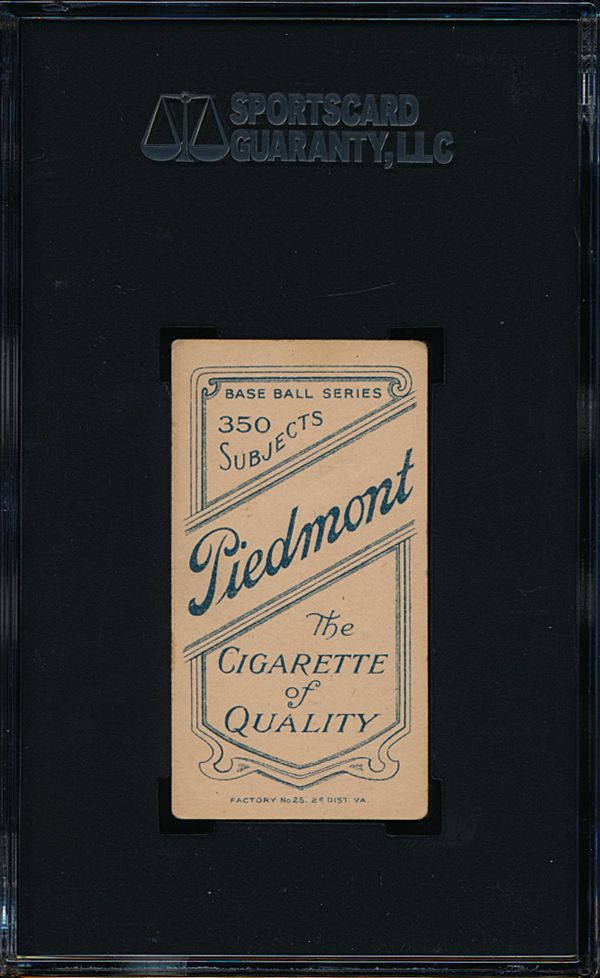 SPORTSCARD
GUARANTY, LLC
BASE BALL SERIES
350
SUBJECTS
Piedmont
The
CIGARETTE
of
QUALITY
FACTORY No 25. 2d DIST. VA.